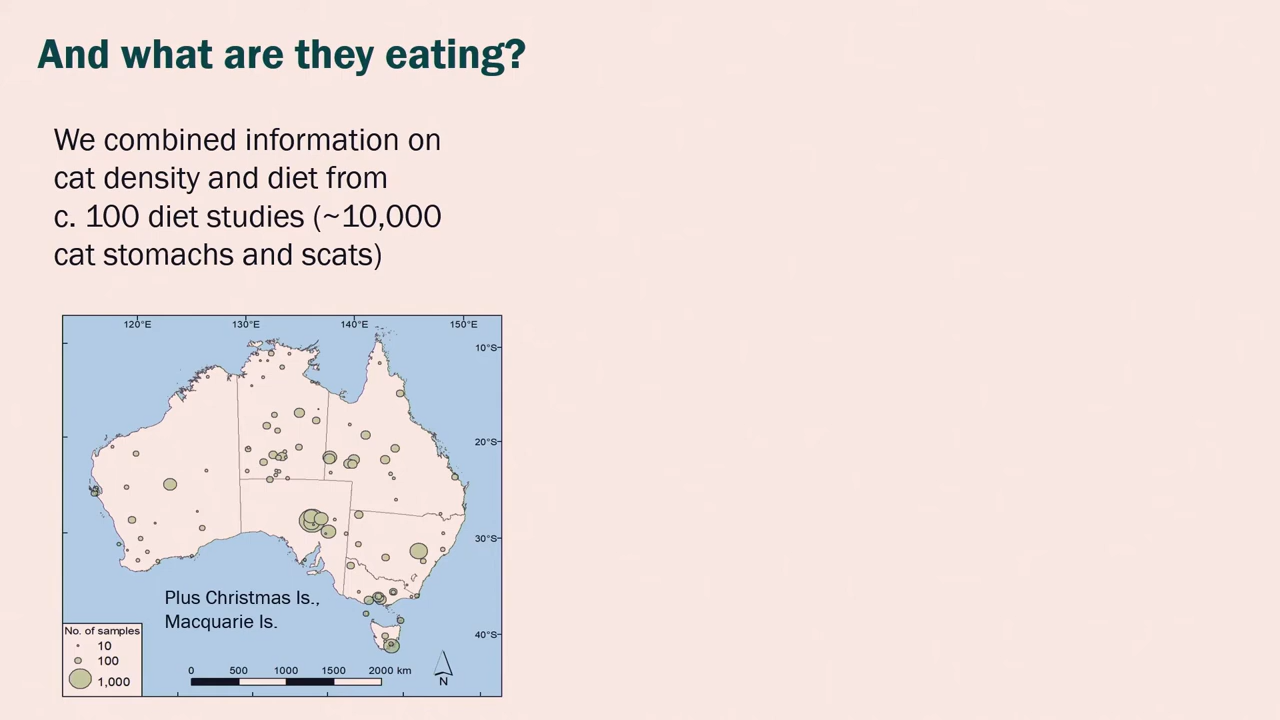 And what are they eating?
We combined information on
cat density and diet from
c. 100 diet studies (~10,000
cat stomachs and scats)
120°E 130°E 140°E 150°E
10°S
20°S
30°S
40°S
Plus Christmas Is.,
Macquarie Is.
No. of samples
10
100
1,000
0 500 1000 1500 2000 km
N